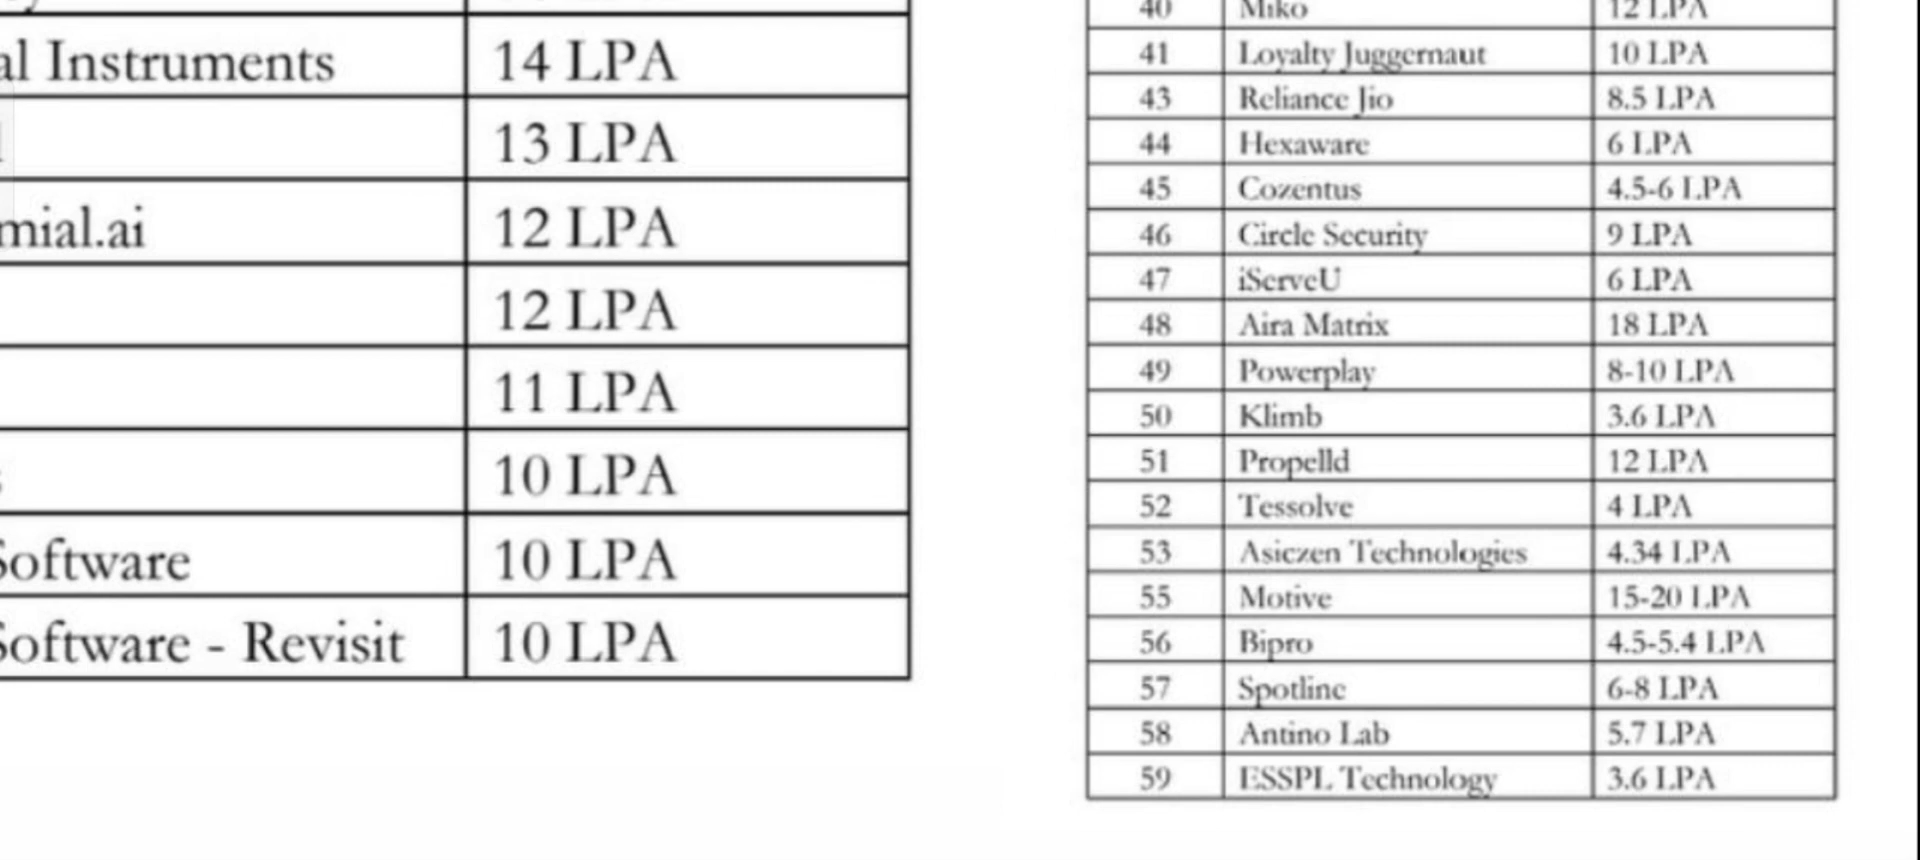 al Instruments 14 LPA
13 LPA
mial.ai 12 LPA
12 LPA
11 LPA
10 LPA
Software 10 LPA
Software - Revisit 10 LPA
40 Miko 12 LPA
41 Loyalty Juggernaut 10 LPA
43 Reliance Jio 8.5 LPA
44 Hexaware 6 LPA
45 Cozentus 4.5-6 LPA
46 Circle Security 9 LPA
47 iServeU 6 LPA
48 Aira Matrix 18 LPA
49 Powerplay 8-10 LPA
50 Klimb 3.6 LPA
51 Propelld 12 LPA
52 Tessolve 4 LPA
53 Asiczen Technologies 4.34 LPA
55 Motive 15-20 LPA
56 Bipro 4.5-5.4 LPA
57 Spotline 6-8 LPA
58 Antino Lab 5.7 LPA
59 ESSPL Technology 3.6 LPA